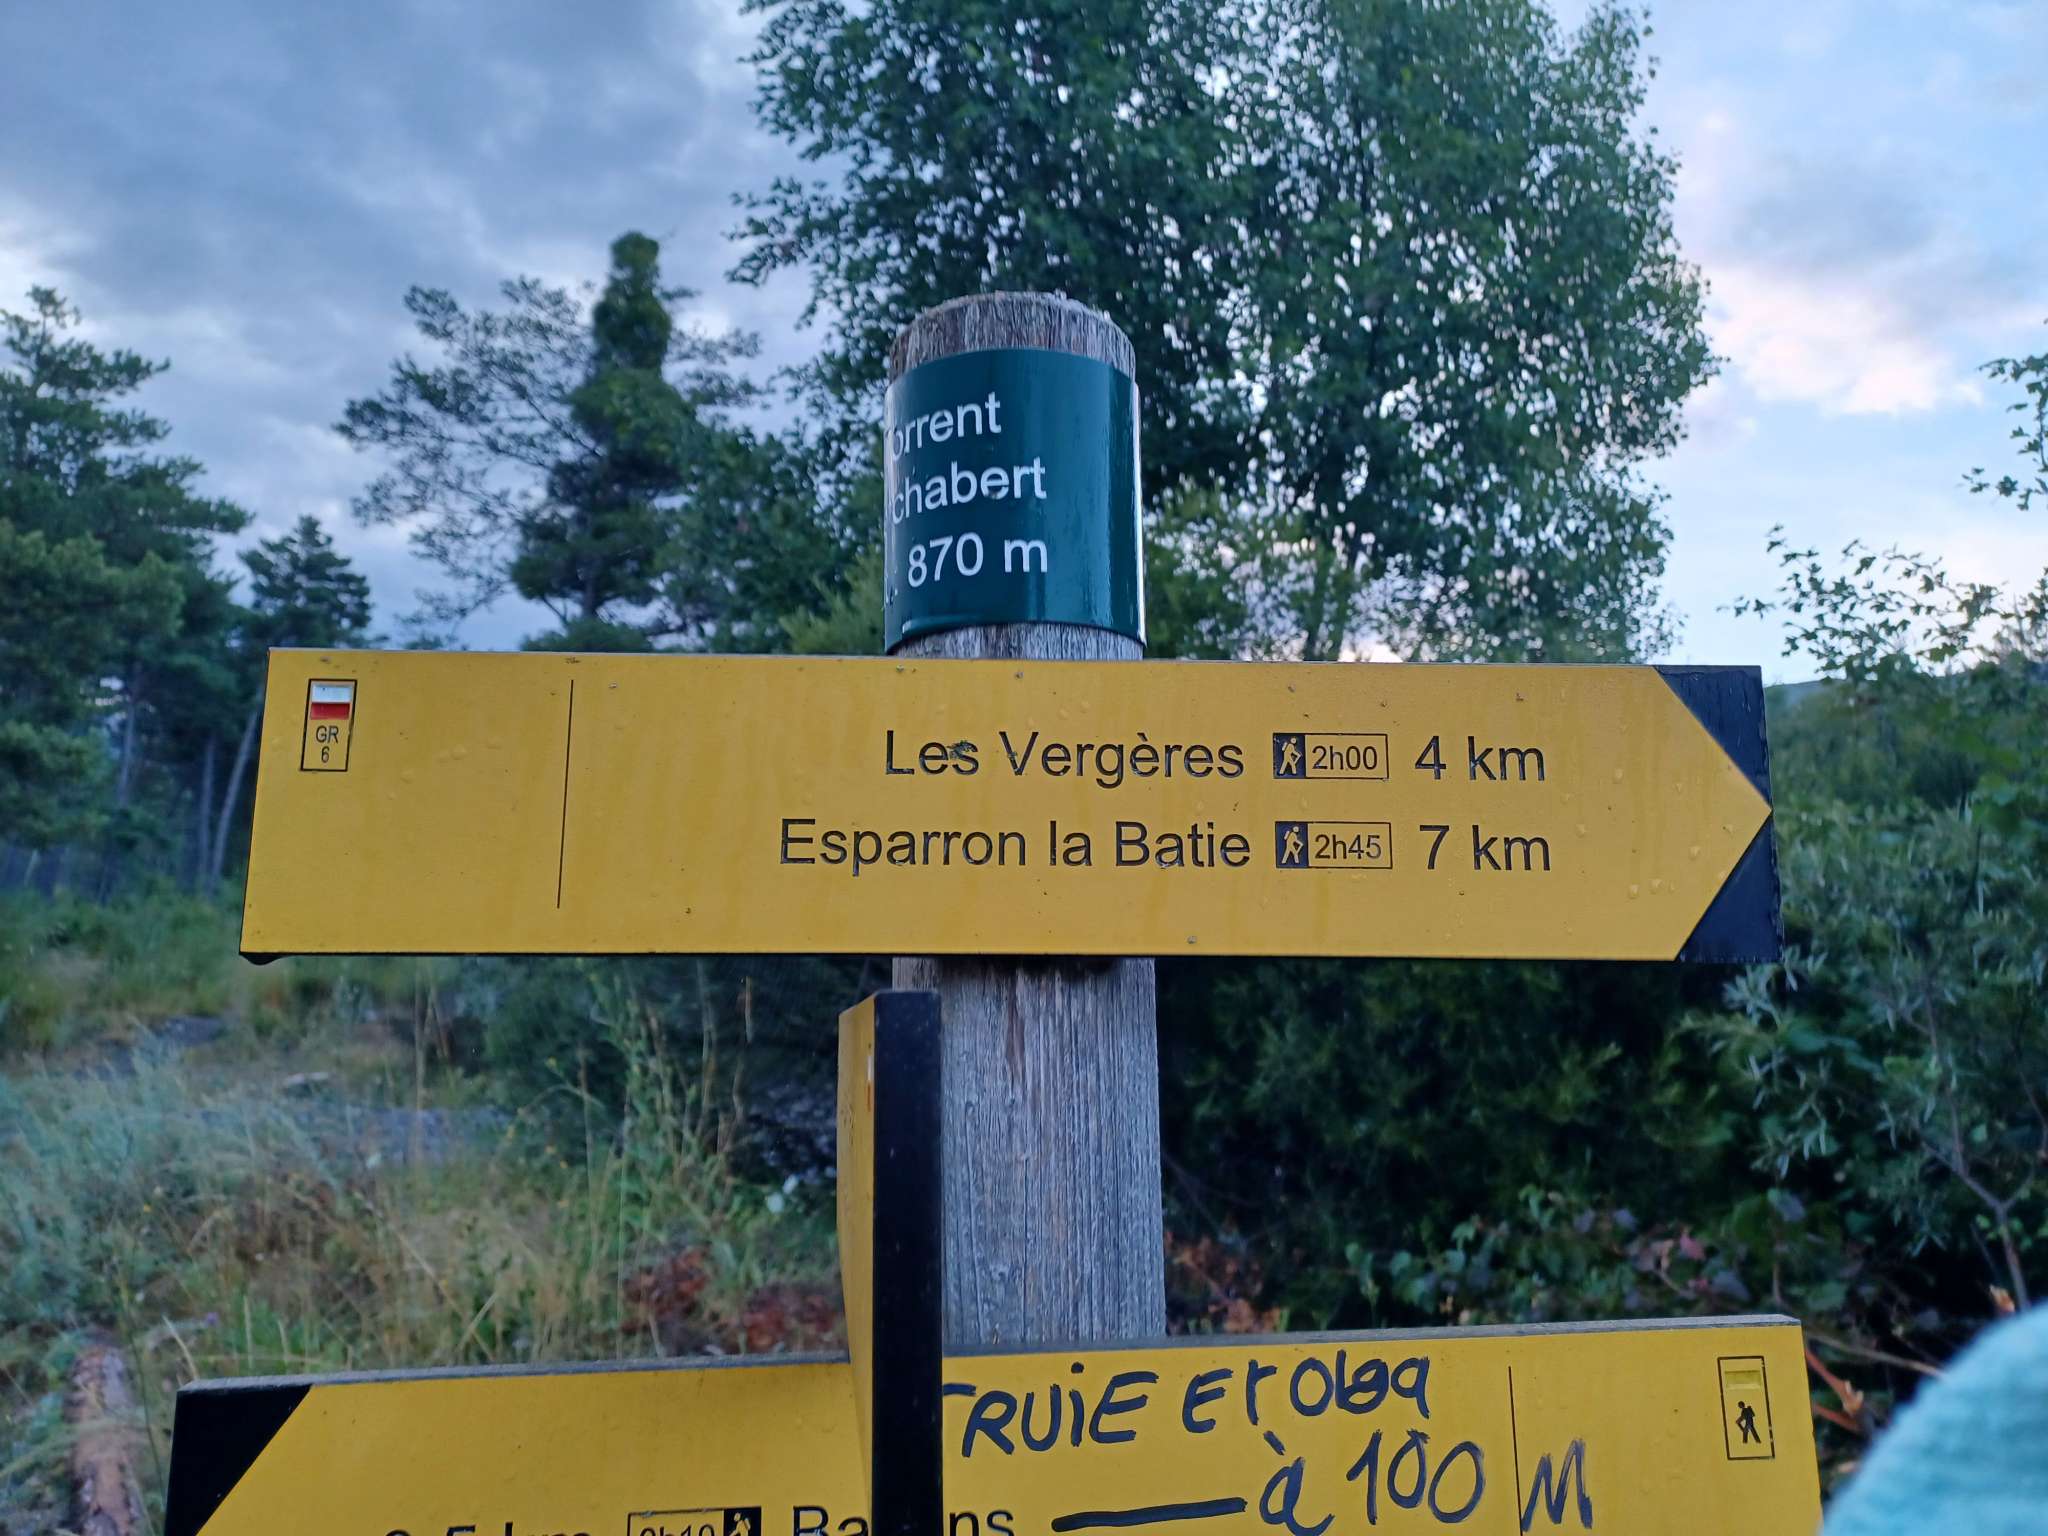 orrent
chabert
870 m
GR
6
Les Vergères 2h00 4 km
Esparron la Batie 2h45 7 km
TRUiE Et
à 100 M